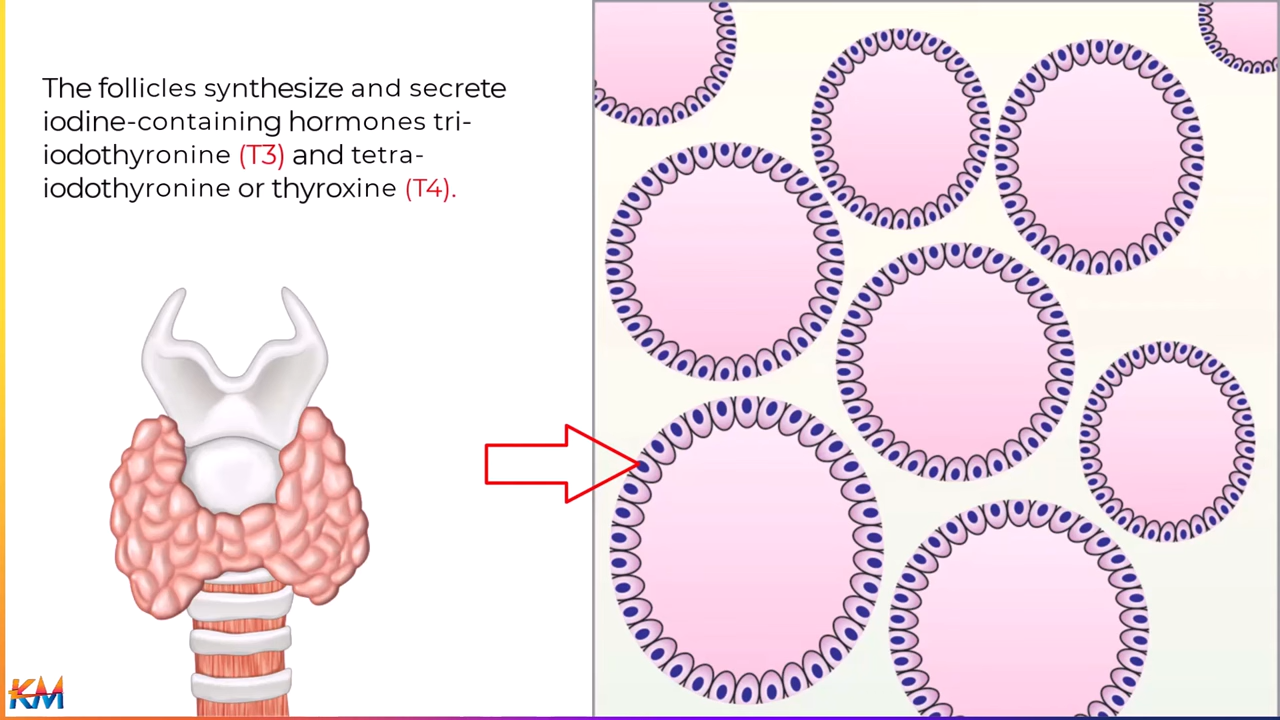 The follicles synthesize and secrete
iodine-containing hormones tri-
iodothyronine (T3) and tetra-
iodothyronine or thyroxine (T4).
KM